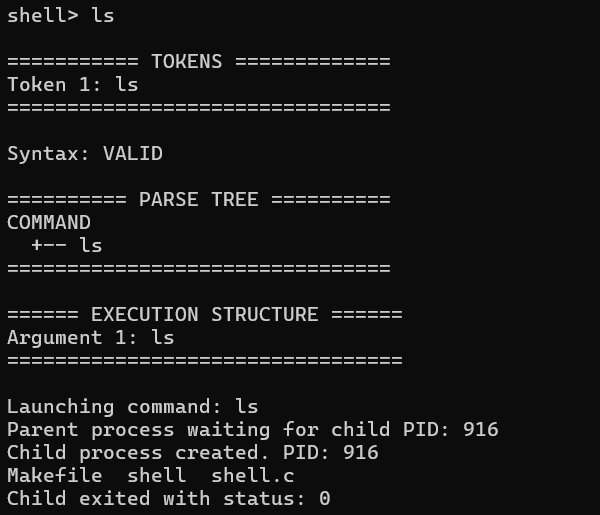 shell> ls
=========== TOKENS =============
Token 1: ls
================================
Syntax: VALID
========== PARSE TREE ==========
COMMAND
  +-- ls
================================
====== EXECUTION STRUCTURE ======
Argument 1: ls
=================================
Launching command: ls
Parent process waiting for child PID: 916
Child process created. PID: 916
Makefile  shell  shell.c
Child exited with status: 0